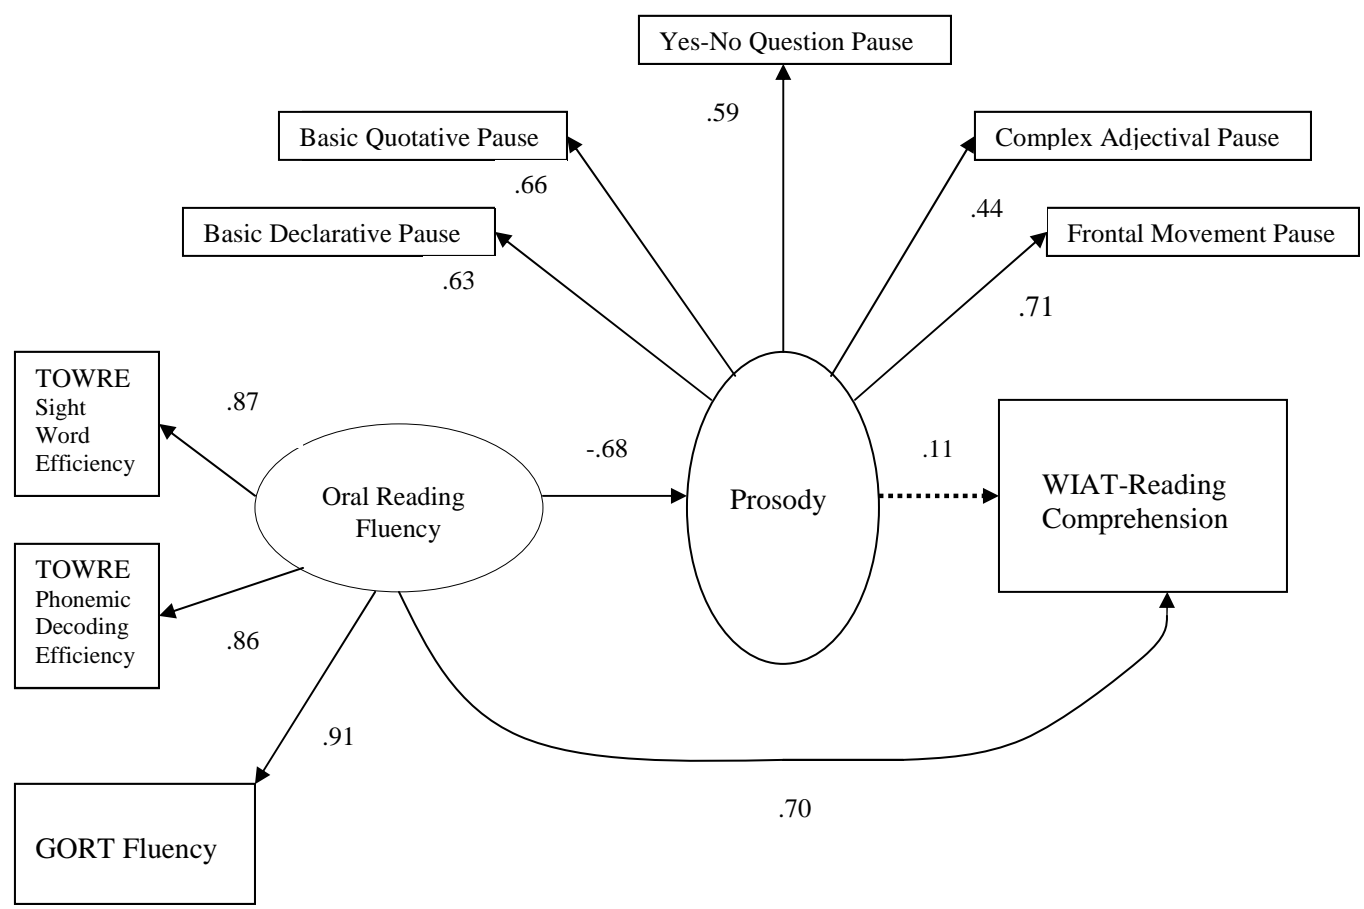 Yes-No Question Pause
.59
Basic Quotative Pause
Complex Adjectival Pause
.66
.44
Basic Declarative Pause
Frontal Movement Pause
.63
.71
TOWRE
Sight
Word
Efficiency
.87
-.68
.11
Oral Reading
Fluency
Prosody
WIAT-Reading
Comprehension
TOWRE
Phonemic
Decoding
Efficiency
.86
.91
.70
GORT Fluency